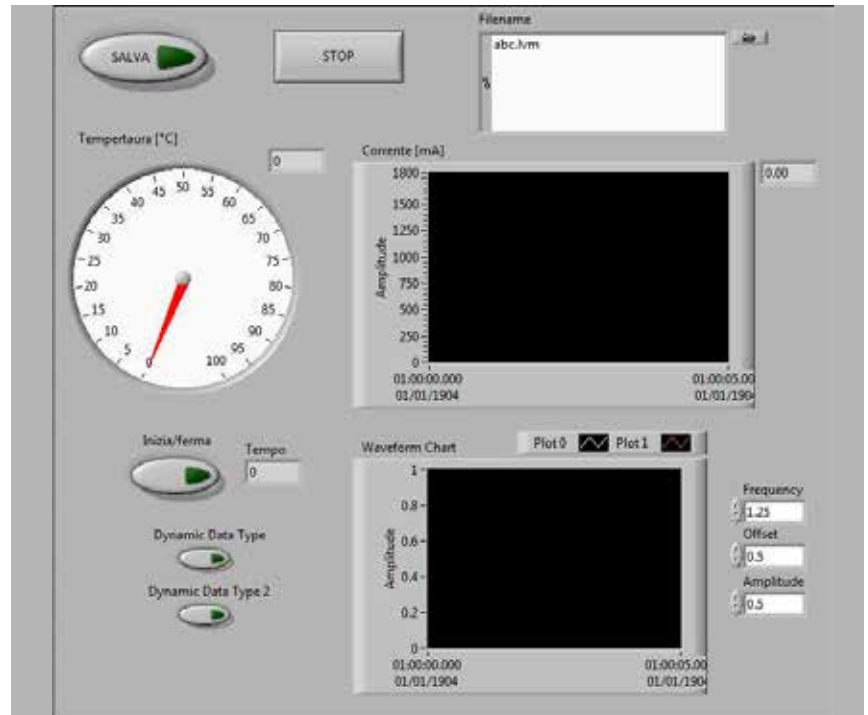 SALVA
STOP
Filename
abc.lvm
Tempertaura [°C]
0
0
5
10
15
20
25
30
35
40
45
50
55
60
65
70
75
80
85
90
95
100
Corrente [mA]
0.00
Amplitude
1800
1500
1250
1000
750
500
250
0
01:00:00.000
01/01/1904
01:00:05.00
01/01/190
Inizia/ferma
Tempo
0
Dynamic Data Type
Dynamic Data Type 2
Waveform Chart
Plot 0
Plot 1
Amplitude
1
0.8
0.6
0.4
0.2
0
01:00:00.000
01/01/1904
01:00:05.00
01/01/190
Frequency
1.25
Offset
0.5
Amplitude
0.5